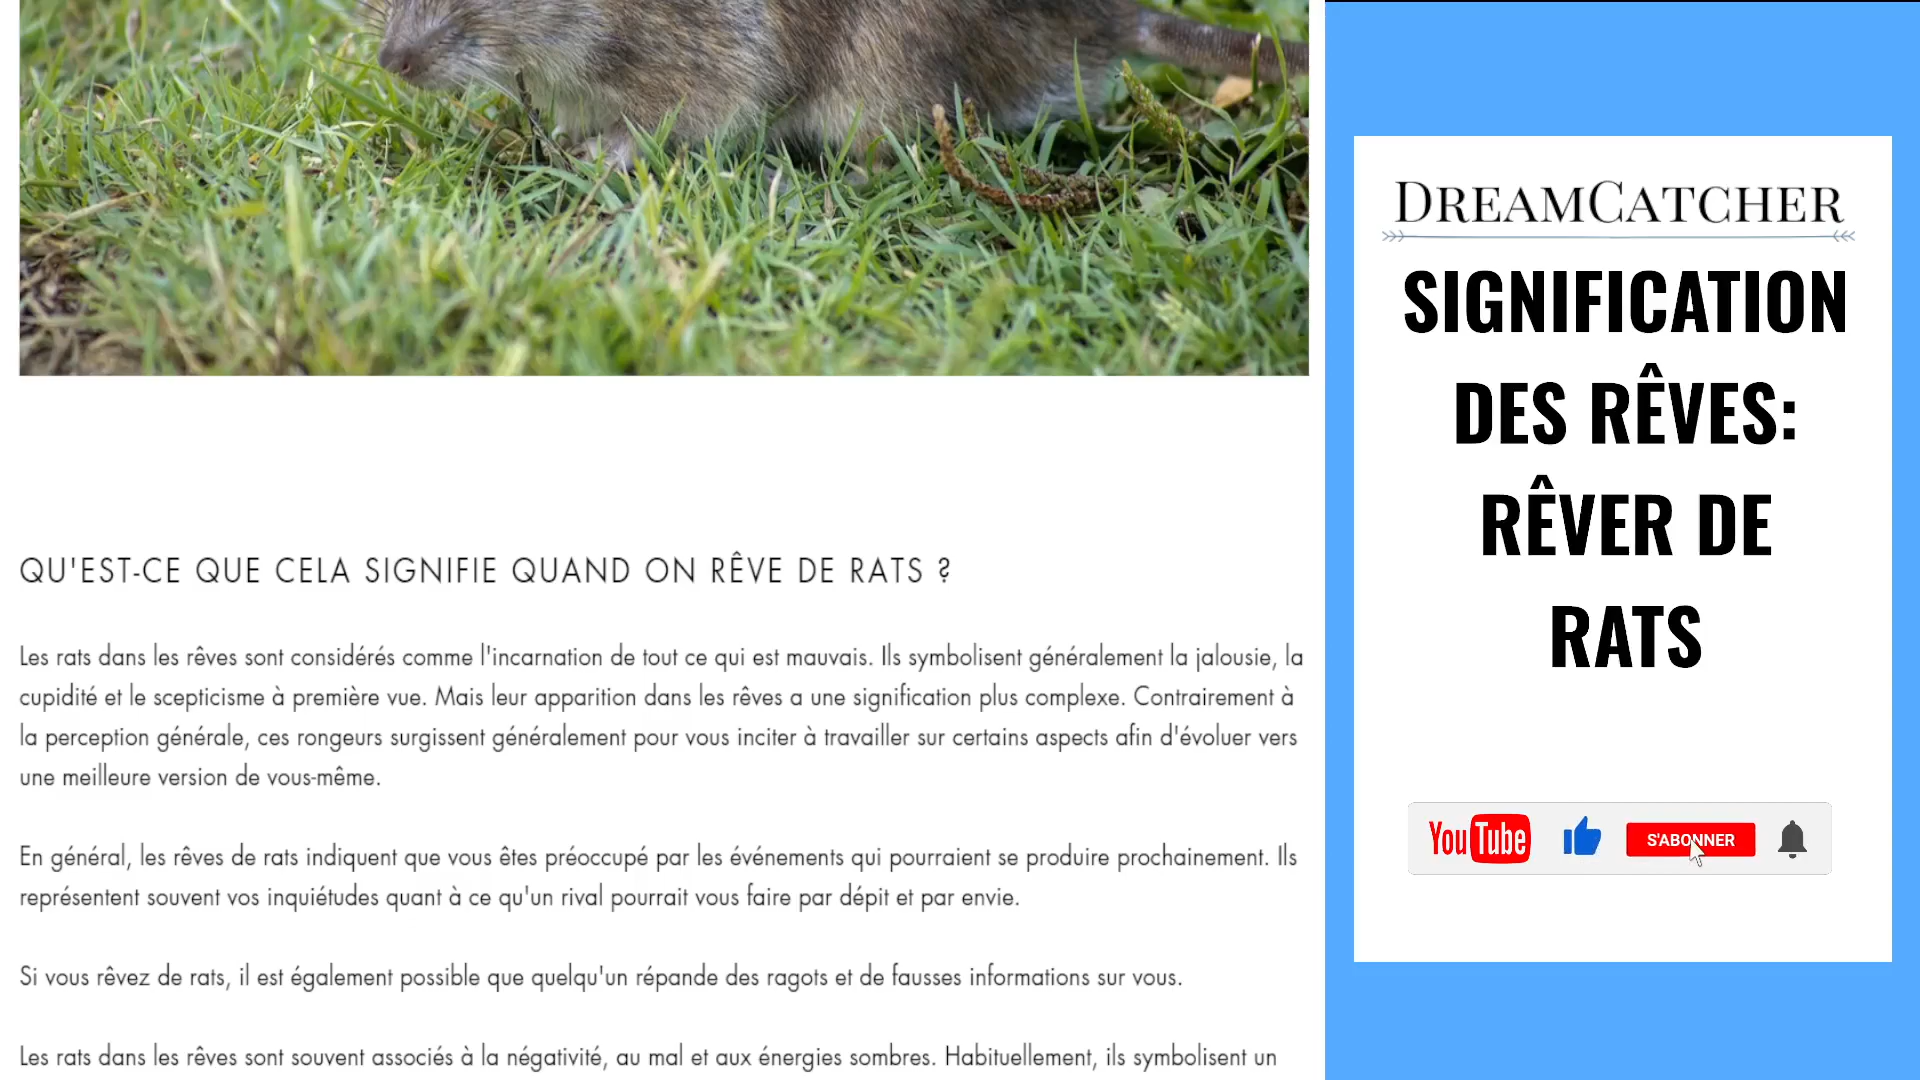 QU'EST-CE QUE CELA SIGNIFIE QUAND ON RÊVE DE RATS ?
Les rats dans les rêves sont considérés comme l'incarnation de tout ce qui est mauvais. Ils symbolisent généralement la jalousie, la
cupidité et le scepticisme à première vue. Mais leur apparition dans les rêves a une signification plus complexe. Contrairement à
la perception générale, ces rongeurs surgissent généralement pour vous inciter à travailler sur certains aspects afin d'évoluer vers
une meilleure version de vous-même.
En général, les rêves de rats indiquent que vous êtes préoccupé par les événements qui pourraient se produire prochainement. Ils
représentent souvent vos inquiétudes quant à ce qu'un rival pourrait vous faire par dépit et par envie.
Si vous rêvez de rats, il est également possible que quelqu'un répande des ragots et de fausses informations sur vous.
Les rats dans les rêves sont souvent associés à la négativité, au mal et aux énergies sombres. Habituellement, ils symbolisent un
DREAMCATCHER
SIGNIFICATION
DES RÊVES:
RÊVER DE
RATS
YouTube
S'ABONNER